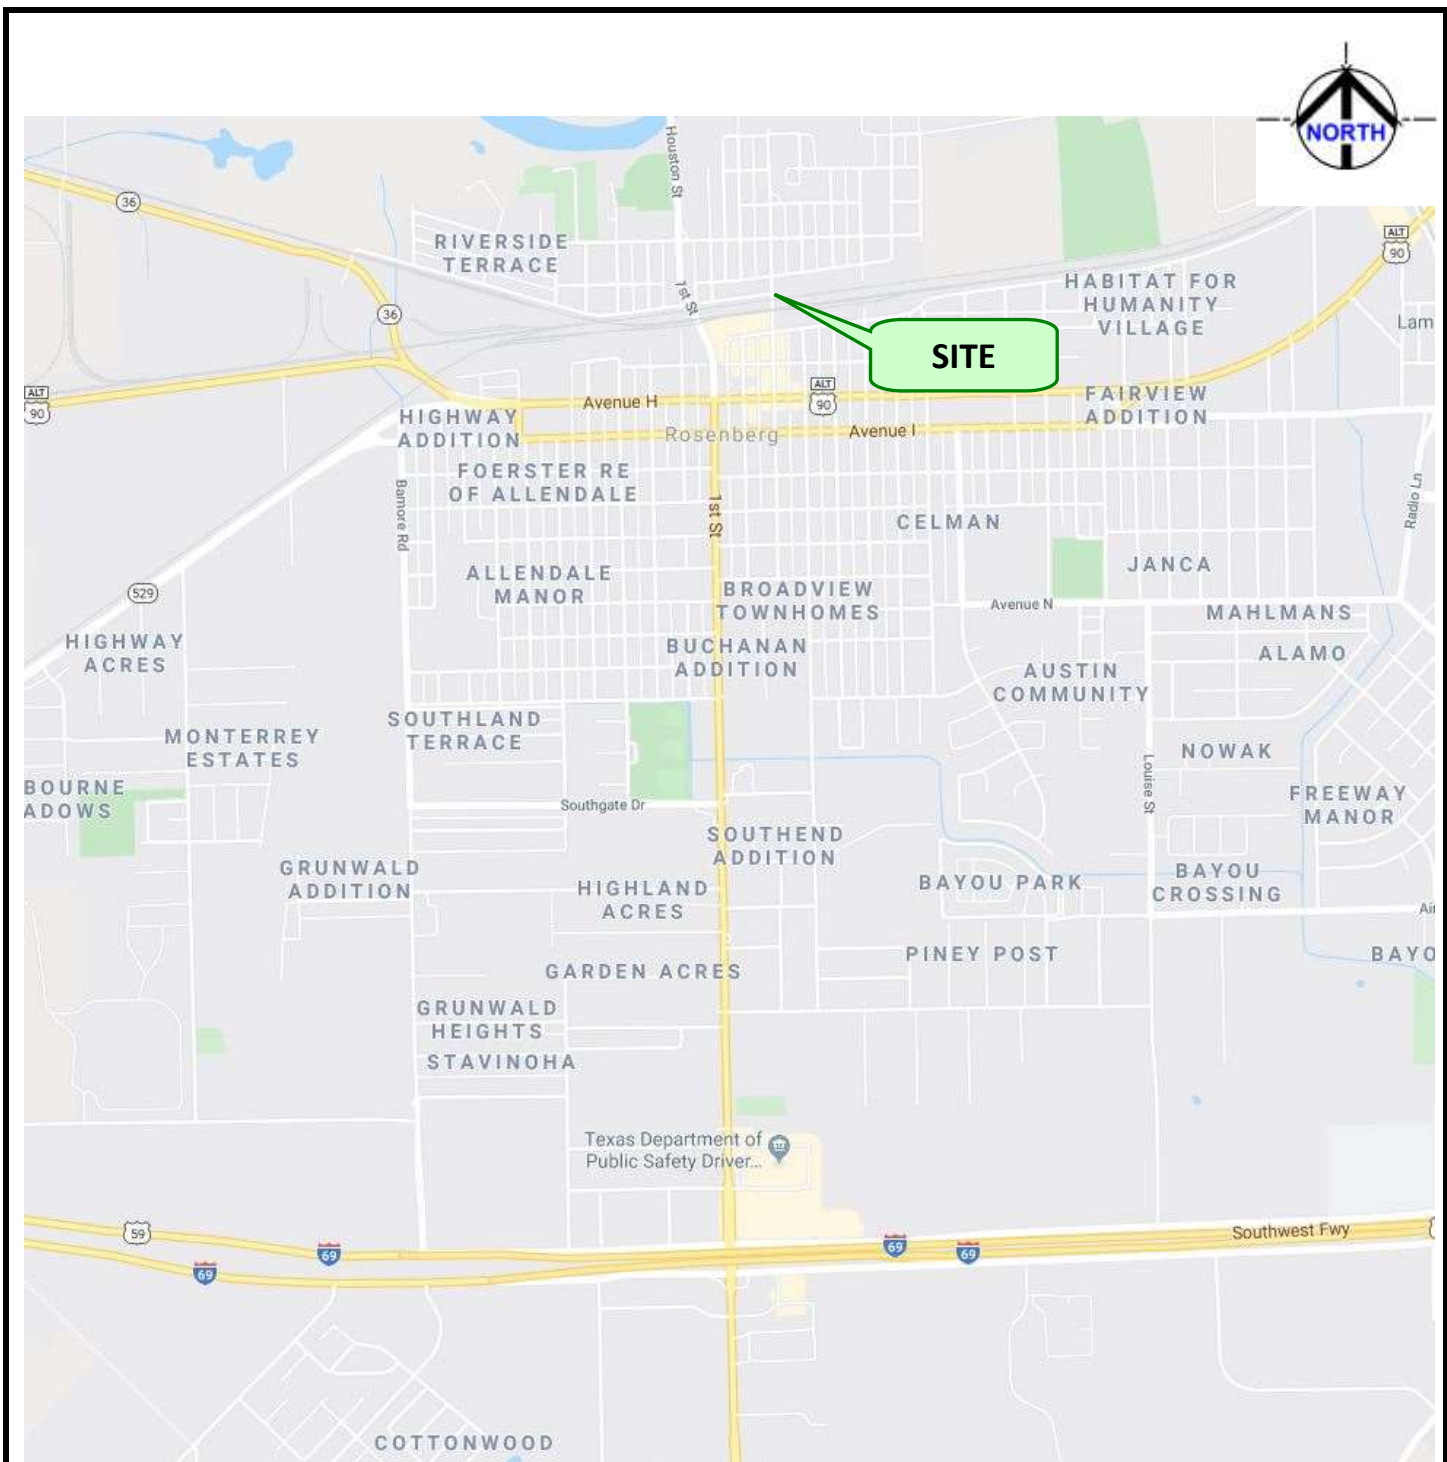 NORTH
Houston St
36
ALT
90
RIVERSIDE
TERRACE
HABITAT FOR
HUMANITY
VILLAGE
1st St
36
Lam
SITE
ALT
90
ALT
90
Avenue H
FAIRVIEW
ADDITION
HIGHWAY
ADDITION
Rosenberg
Avenue I
FOERSTER RE
OF ALLENDALE
Bamore Rd
1st St
Radio Ln
CELMAN
ALLENDALE
MANOR
JANCA
529
BROADVIEW
TOWNHOMES
Avenue N
MAHLMANS
HIGHWAY
ACRES
BUCHANAN
ADDITION
ALAMO
AUSTIN
COMMUNITY
SOUTHLAND
TERRACE
MONTERREY
ESTATES
NOWAK
Louise St
BOURNE
ADOWS
FREEWAY
MANOR
Southgate Dr
SOUTHEND
ADDITION
GRUNWALD
ADDITION
BAYOU PARK
BAYOU
CROSSING
HIGHLAND
ACRES
Air
PINEY POST
BAYO
GARDEN ACRES
GRUNWALD
HEIGHTS
STAVINOHA
Texas Department of
Public Safety Driver...
59
Southwest Fwy
69
69
69
69
COTTONWOOD